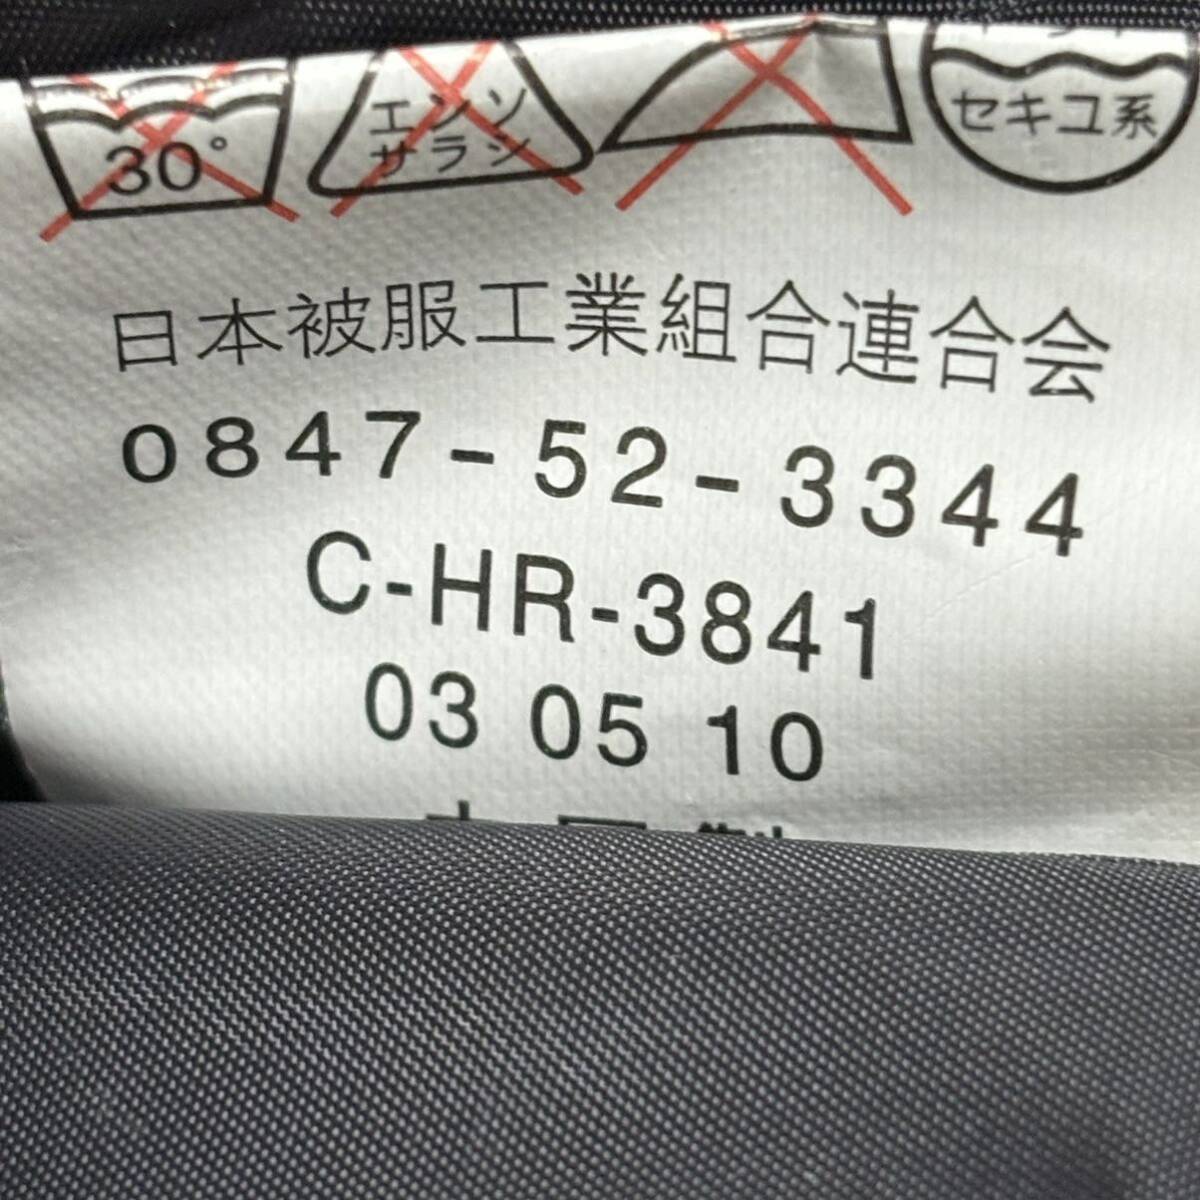 30°
エンソ
サラシ
セキユ系
日本被服工業組合連合会
0847-52-3344
C-HR-3841
03 05 10